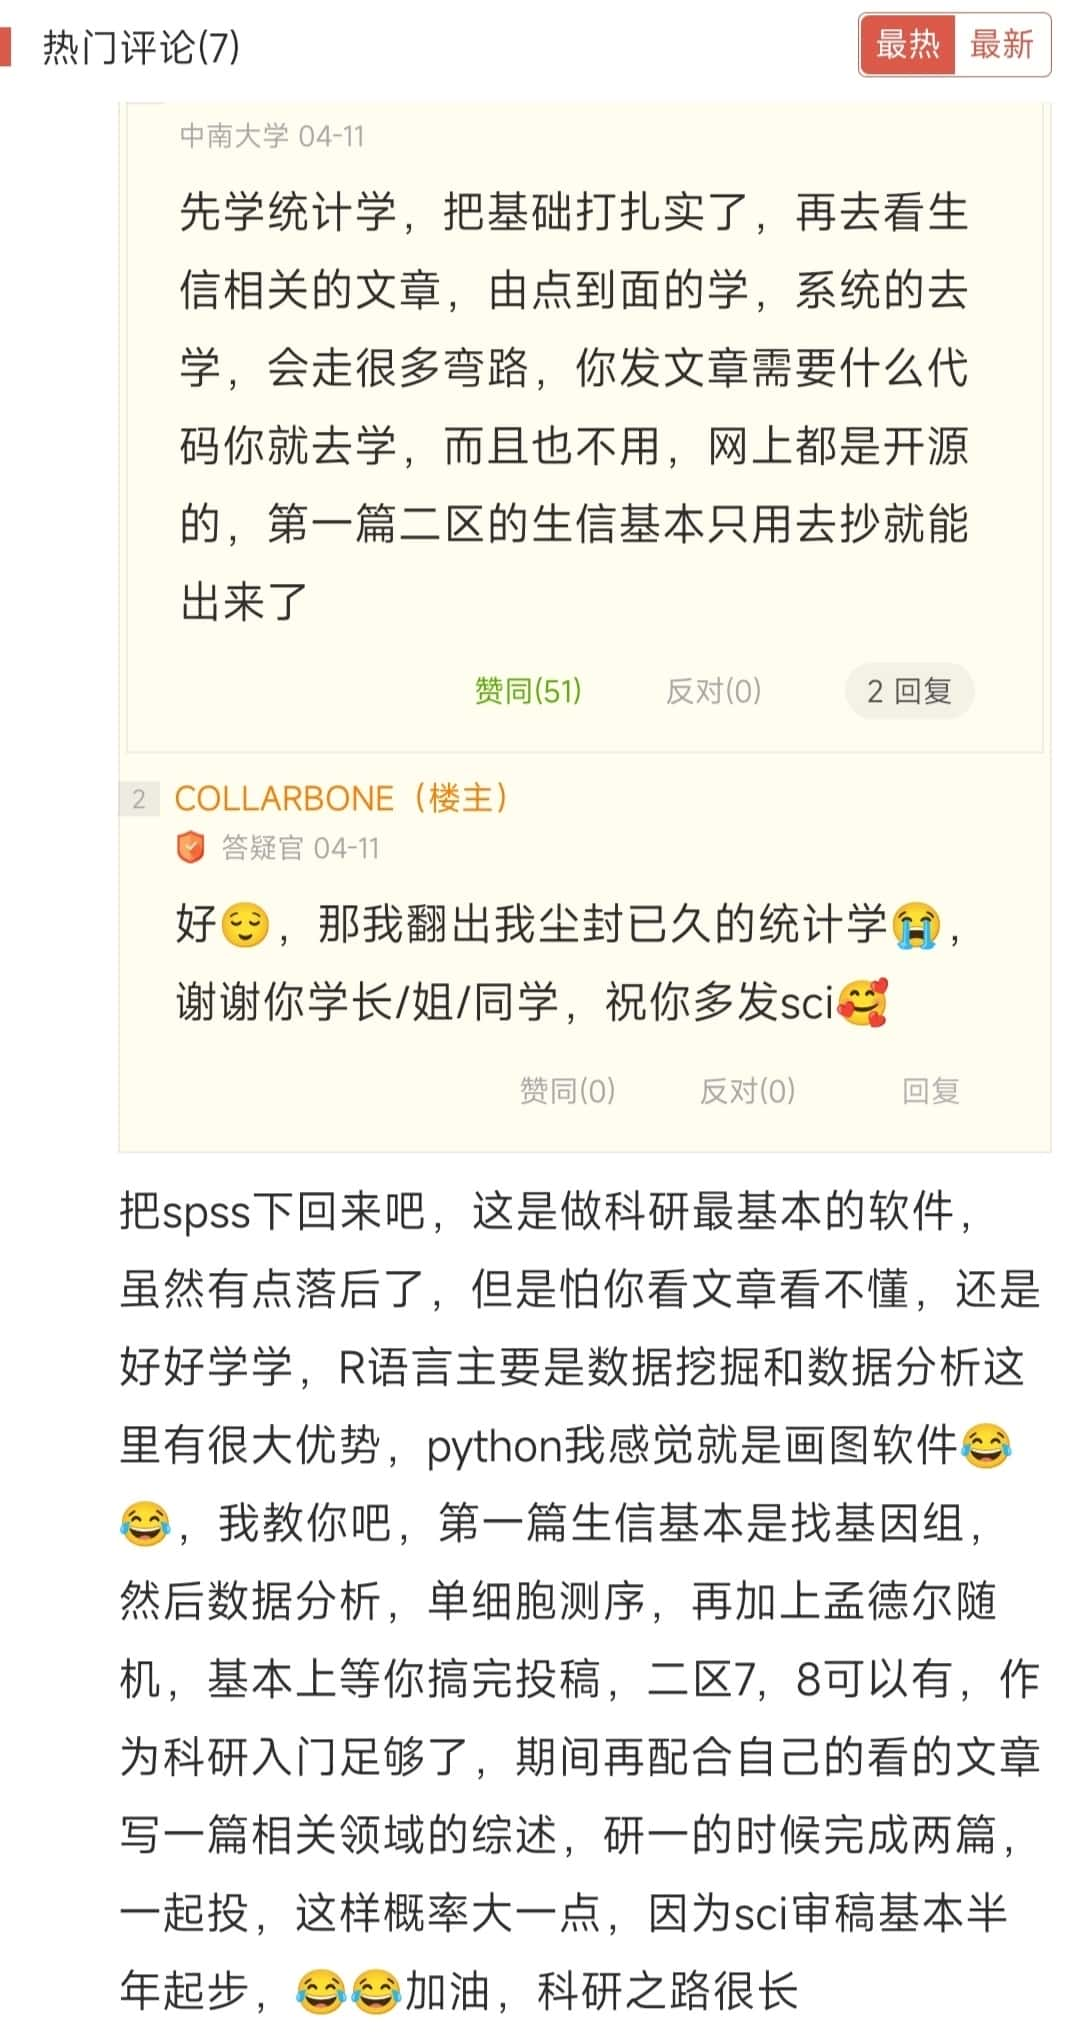 热门评论(7)
最热 最新
中南大学 04-11
先学统计学，把基础打扎实了，再去看生
信相关的文章，由点到面的学，系统的去
学，会走很多弯路，你发文章需要什么代
码你就去学，而且也不用，网上都是开源
的，第一篇二区的生信基本只用去抄就能
出来了
赞同(51) 反对(0) 2 回复
2 COLLARBONE（楼主）
答疑官 04-11
好😌，那我翻出我尘封已久的统计学😭，
谢谢你学长/姐/同学，祝你多发sci🥰
赞同(0) 反对(0) 回复
把spss下回来吧，这是做科研最基本的软件，
虽然有点落后了，但是怕你看文章看不懂，还是
好好学学，R语言主要是数据挖掘和数据分析这
里有很大优势，python我感觉就是画图软件😂
😂，我教你吧，第一篇生信基本是找基因组，
然后数据分析，单细胞测序，再加上孟德尔随
机，基本上等你搞完投稿，二区7，8可以有，作
为科研入门足够了，期间再配合自己的看的文章
写一篇相关领域的综述，研一的时候完成两篇，
一起投，这样概率大一点，因为sci审稿基本半
年起步，😂😂加油，科研之路很长